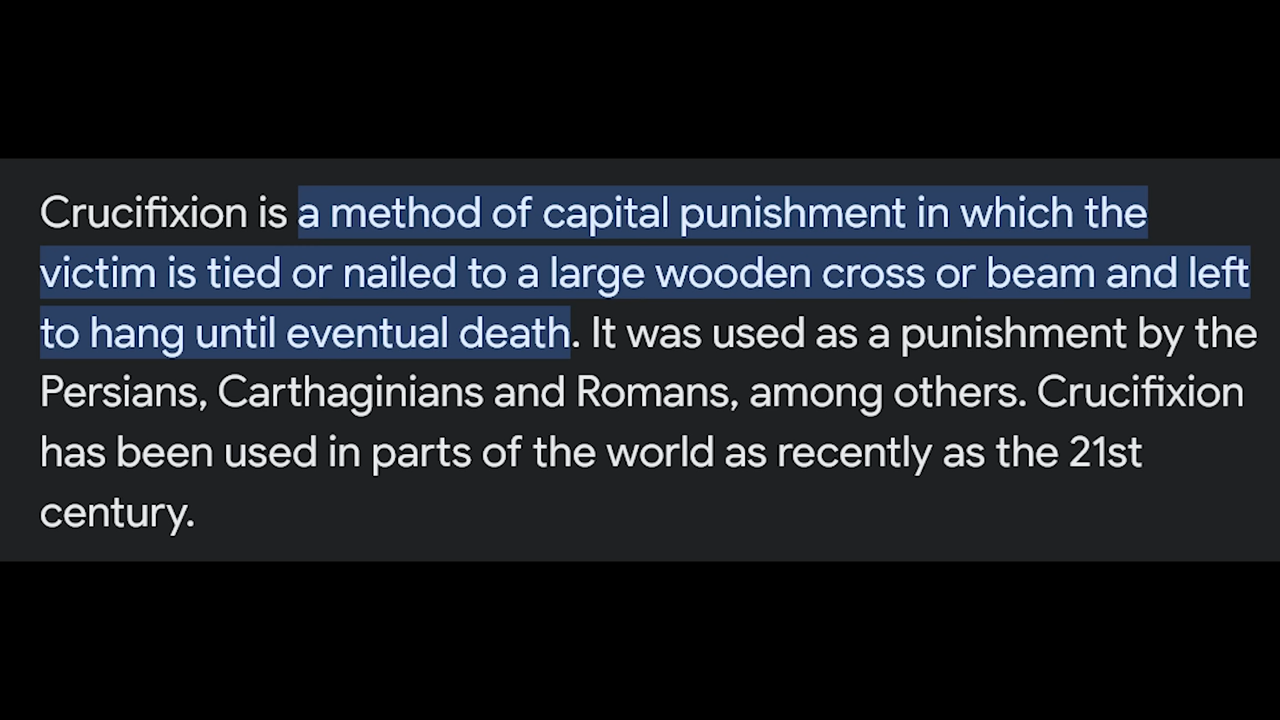 Crucifixion is a method of capital punishment in which the
victim is tied or nailed to a large wooden cross or beam and left
to hang until eventual death. It was used as a punishment by the
Persians, Carthaginians and Romans, among others. Crucifixion
has been used in parts of the world as recently as the 21st
century.